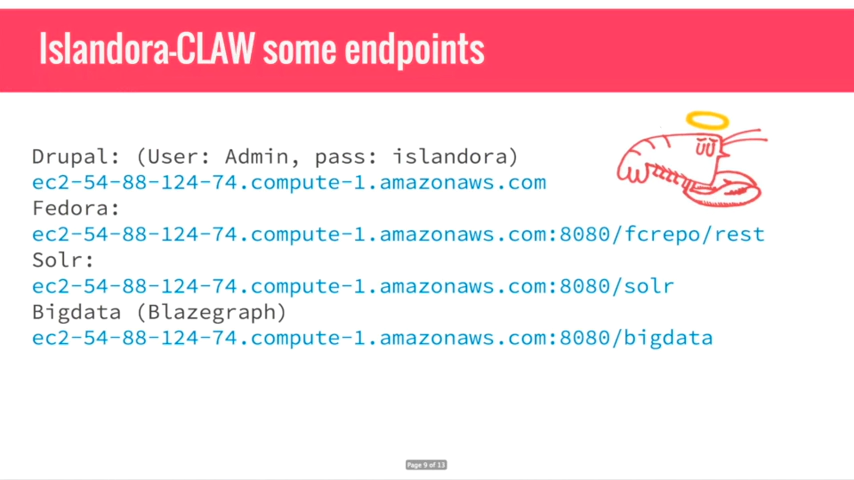 Islandora-CLAW some endpoints
Drupal: (User: Admin, pass: islandora)
ec2-54-88-124-74.compute-1.amazonaws.com
Fedora:
ec2-54-88-124-74.compute-1.amazonaws.com:8080/fcrepo/rest
Solr:
ec2-54-88-124-74.compute-1.amazonaws.com:8080/solr
Bigdata (Blazegraph)
ec2-54-88-124-74.compute-1.amazonaws.com:8080/bigdata
Page 9 of 13